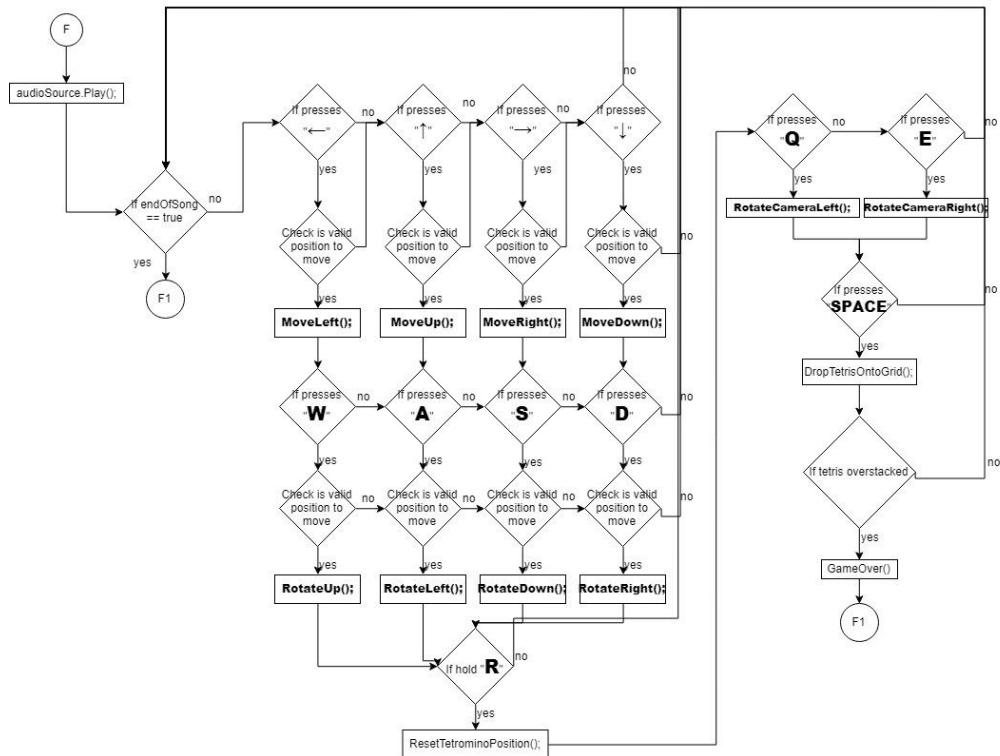 F
audioSource.Play();
If endOfSong
== true
no
yes
F1
If presses
"←"
no
yes
If presses
"↑"
no
yes
If presses
"→"
no
yes
If presses
"↓"
no
yes
Check is valid
position to
move
yes
Check is valid
position to
move
yes
Check is valid
position to
move
yes
Check is valid
position to
move
no
yes
MoveLeft();
MoveUp();
MoveRight();
MoveDown();
If presses
"W"
no
yes
If presses
"A"
no
yes
If presses
"S"
no
yes
If presses
"D"
no
yes
Check is valid
position to
move
no
yes
Check is valid
position to
move
no
yes
Check is valid
position to
move
no
yes
Check is valid
position to
move
no
yes
RotateUp();
RotateLeft();
RotateDown();
RotateRight();
If hold "R"
no
yes
ResetTetrominoPosition();
If presses
"Q"
no
yes
If presses
"E"
no
yes
RotateCameraLeft();
RotateCameraRight();
If presses
"SPACE"
no
yes
DropTetrisOntoGrid();
If tetris overstacked
no
yes
GameOver()
F1